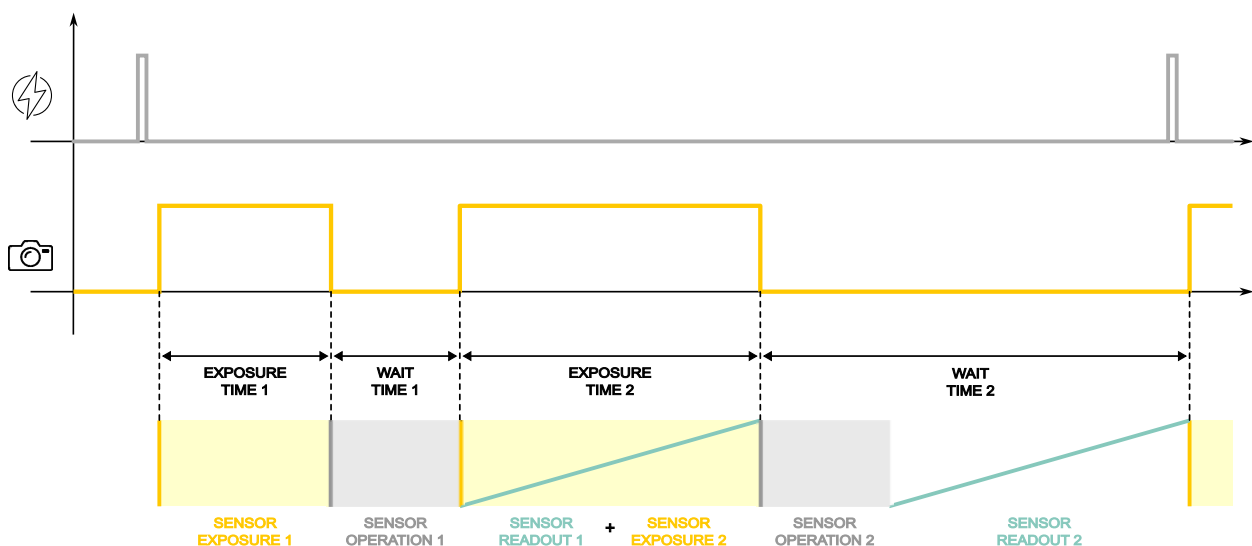 EXPOSURE
TIME 1
WAIT
TIME 1
EXPOSURE
TIME 2
WAIT
TIME 2
SENSOR
EXPOSURE 1
SENSOR
OPERATION 1
SENSOR
READOUT 1
+
SENSOR
EXPOSURE 2
SENSOR
OPERATION 2
SENSOR
READOUT 2